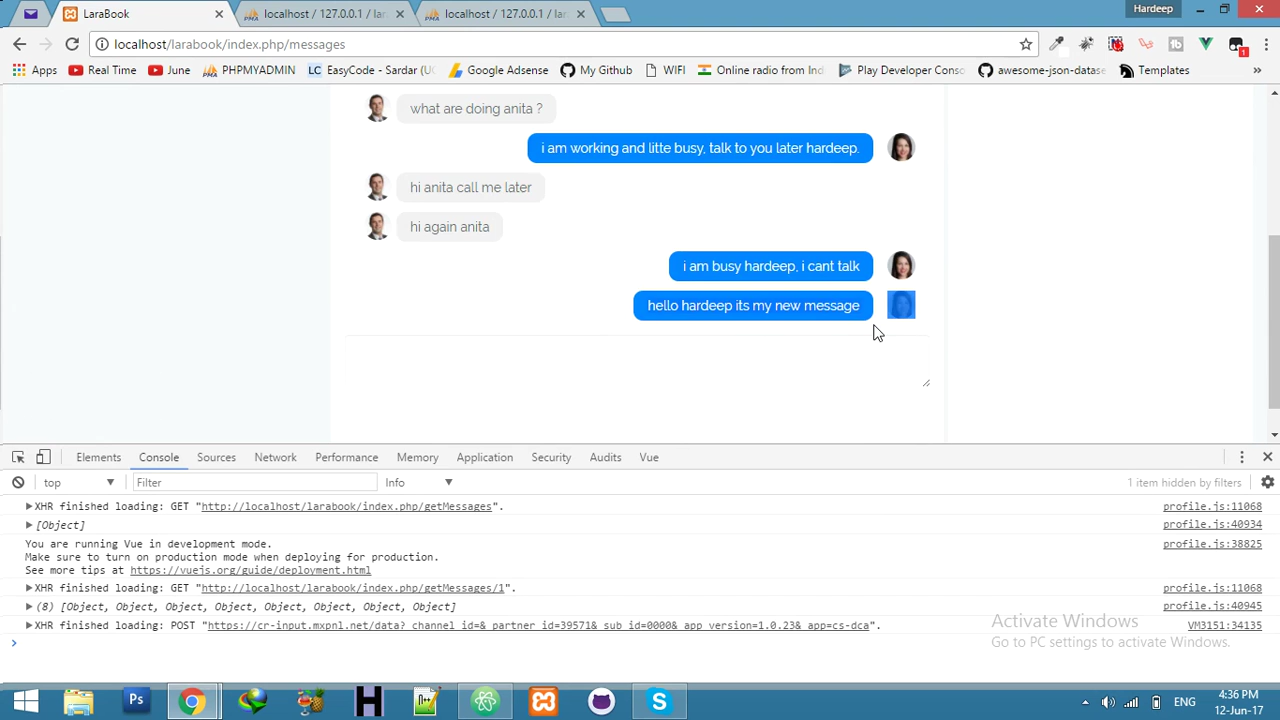 LaraBook
localhost / 127.0.0.1 / lar
localhost / 127.0.0.1 / lar
Hardeep
localhost/larabook/index.php/messages
Apps
Real Time
June
PHPMYADMIN
EasyCode - Sardar (UC
Google Adsense
My Github
WIFI
Online radio from Indi
Play Developer Conso
awesome-json-datase
Templates
»
what are doing anita ?
i am working and litte busy, talk to you later hardeep.
hi anita call me later
hi again anita
i am busy hardeep, i cant talk
hello hardeep its my new message
Elements Console Sources Network Performance Memory Application Security Audits Vue
top Filter Info 1 item hidden by filters
XHR finished loading: GET "http://localhost/larabook/index.php/getMessages". profile.js:11068
[Object] profile.js:40934
You are running Vue in development mode. profile.js:38825
Make sure to turn on production mode when deploying for production.
See more tips at https://vuejs.org/guide/deployment.html
XHR finished loading: GET "http://localhost/larabook/index.php/getMessages/1". profile.js:11068
(8) [Object, Object, Object, Object, Object, Object, Object, Object] profile.js:40945
XHR finished loading: POST "https://cr-input.mxpnl.net/data?_channel_id=&_partner_id=39571&_sub_id=0000&_app_version=1.0.23&_app=cs-dca". VM3151:34135
Activate Windows
Go to PC settings to activate Windows.
ENG
4:36 PM
12-Jun-17